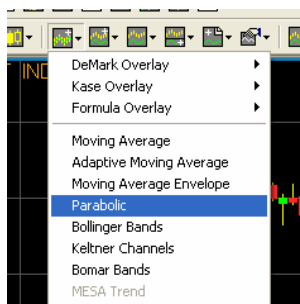 IND
DeMark Overlay
Kase Overlay
Formula Overlay
Moving Average
Adaptive Moving Average
Moving Average Envelope
Parabolic
Bollinger Bands
Keltner Channels
Bomar Bands
MESA Trend